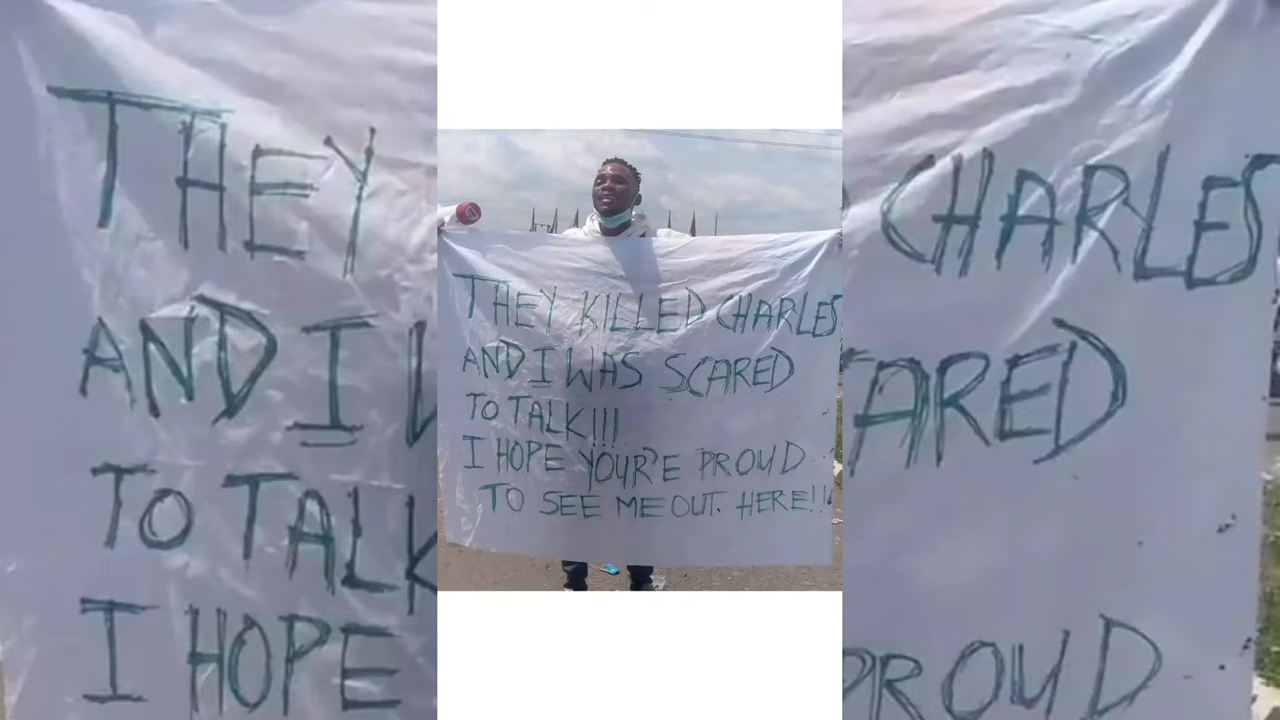 THEY KILLED CHARLES
AND I WAS SCARED
TO TALK!!!
I HOPE YOUR'E PROUD
TO SEE ME OUT. HERE!!!